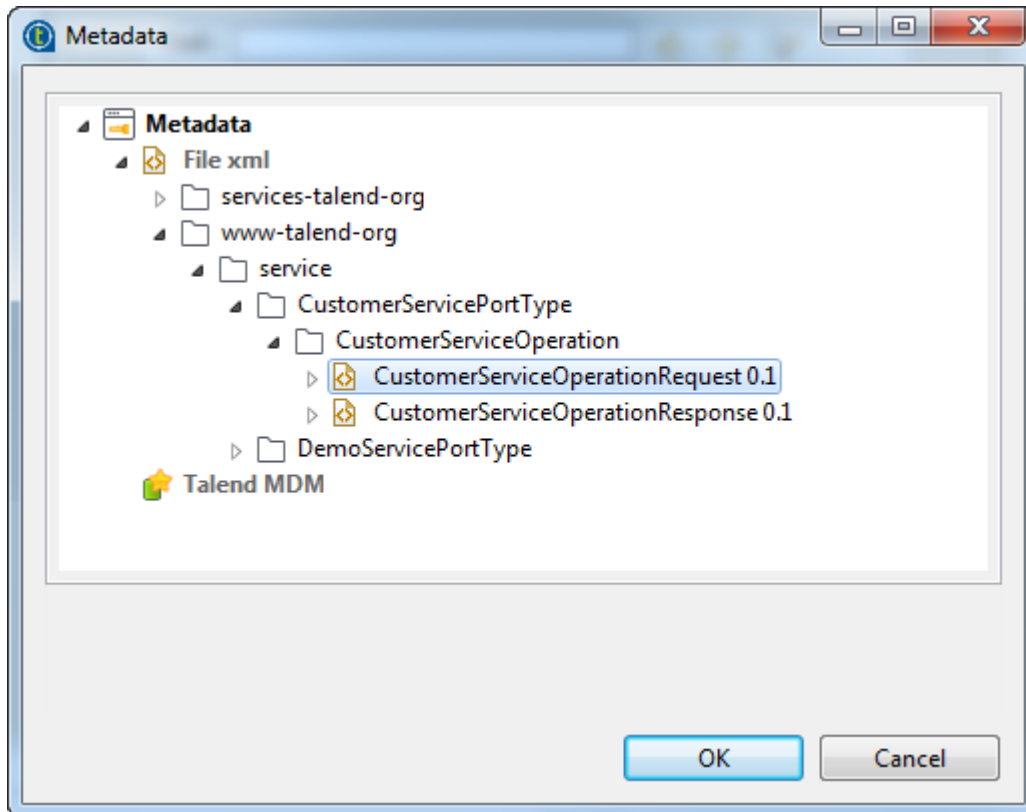 Metadata
Metadata
File xml
services-talend-org
www-talend-org
service
CustomerServicePortType
CustomerServiceOperation
CustomerServiceOperationRequest 0.1
CustomerServiceOperationResponse 0.1
DemoServicePortType
Talend MDM
OK
Cancel